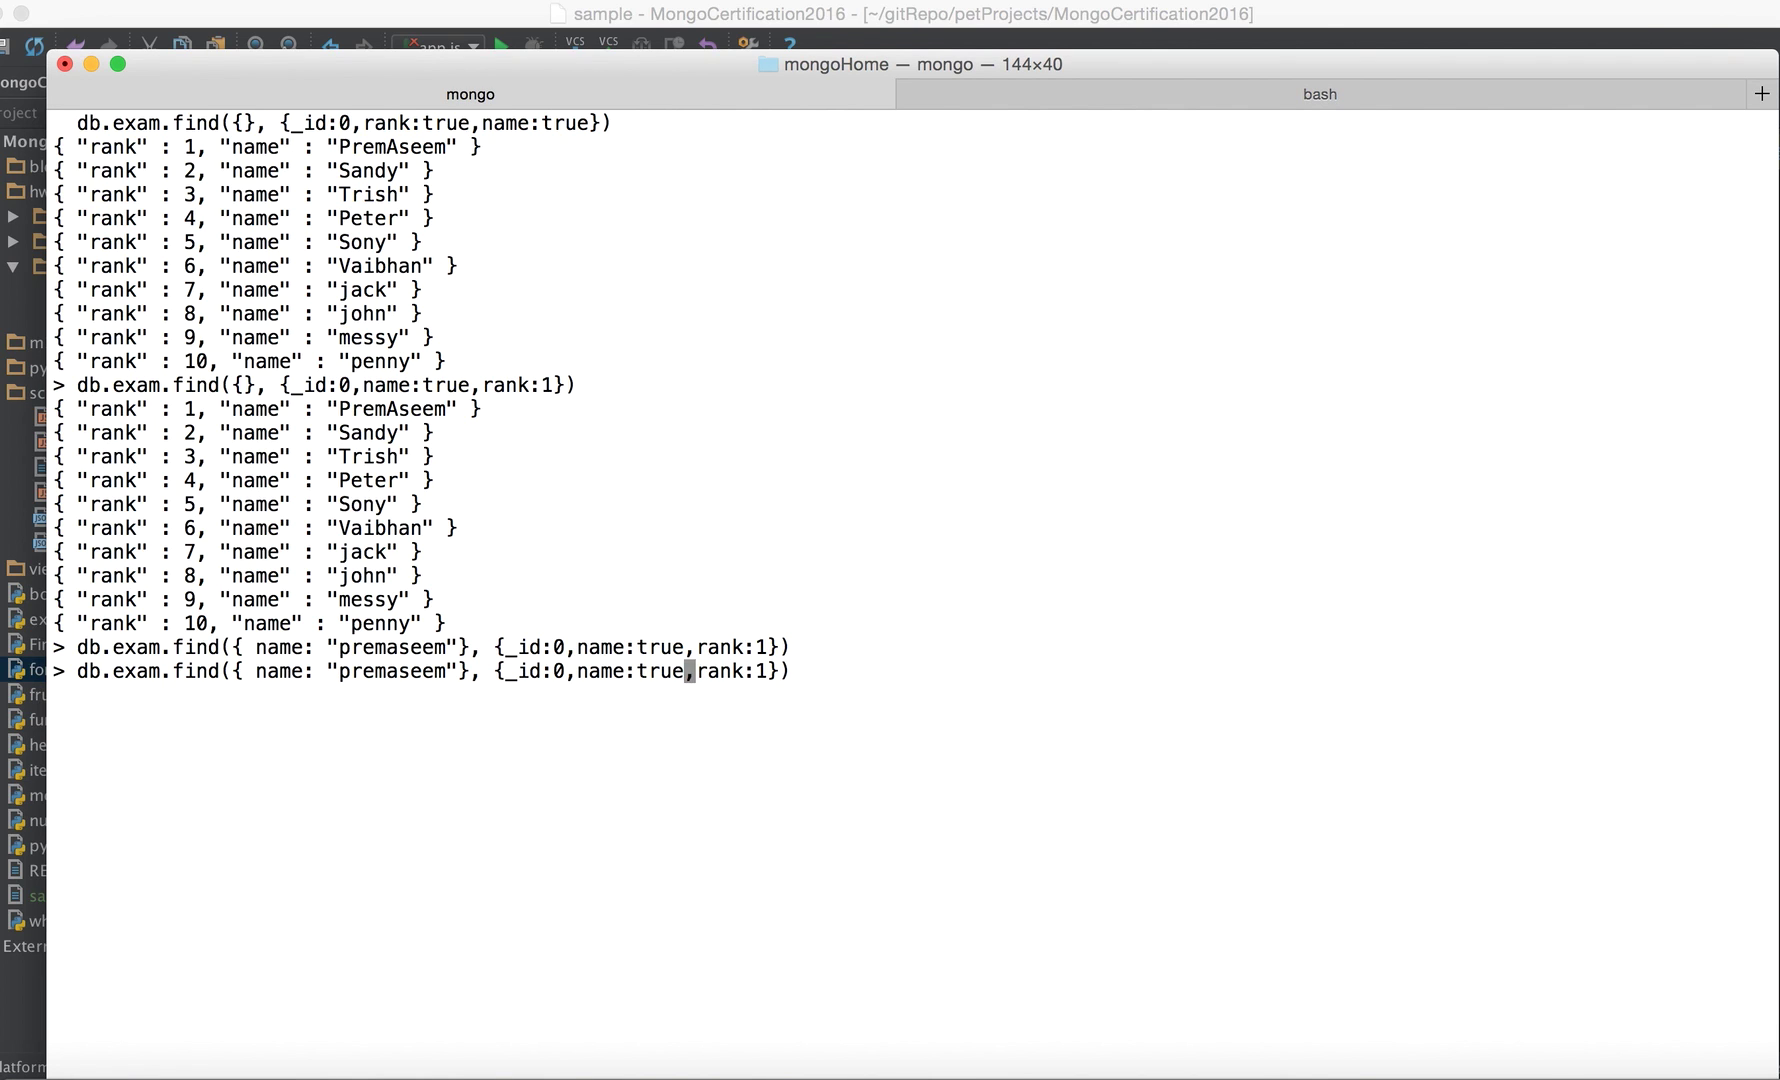 sample - MongoCertification2016 - [~/gitRepo/petProjects/MongoCertification2016]
app.js
VCS VCS
?
mongoHome — mongo — 144×40
mongo
bash
+
db.exam.find({}, {_id:0,rank:true,name:true})
{ "rank" : 1, "name" : "PremAseem" }
{ "rank" : 2, "name" : "Sandy" }
{ "rank" : 3, "name" : "Trish" }
{ "rank" : 4, "name" : "Peter" }
{ "rank" : 5, "name" : "Sony" }
{ "rank" : 6, "name" : "Vaibhan" }
{ "rank" : 7, "name" : "jack" }
{ "rank" : 8, "name" : "john" }
{ "rank" : 9, "name" : "messy" }
{ "rank" : 10, "name" : "penny" }
> db.exam.find({}, {_id:0,name:true,rank:1})
{ "rank" : 1, "name" : "PremAseem" }
{ "rank" : 2, "name" : "Sandy" }
{ "rank" : 3, "name" : "Trish" }
{ "rank" : 4, "name" : "Peter" }
{ "rank" : 5, "name" : "Sony" }
{ "rank" : 6, "name" : "Vaibhan" }
{ "rank" : 7, "name" : "jack" }
{ "rank" : 8, "name" : "john" }
{ "rank" : 9, "name" : "messy" }
{ "rank" : 10, "name" : "penny" }
> db.exam.find({ name: "premaseem"}, {_id:0,name:true,rank:1})
> db.exam.find({ name: "premaseem"}, {_id:0,name:true,rank:1})
ongoC
roject
Mong
bl
hw
m
py
sc
vie
bo
ex
Fin
fo
fru
fu
he
ite
mo
nu
py
RE
sa
wh
Extern
latform